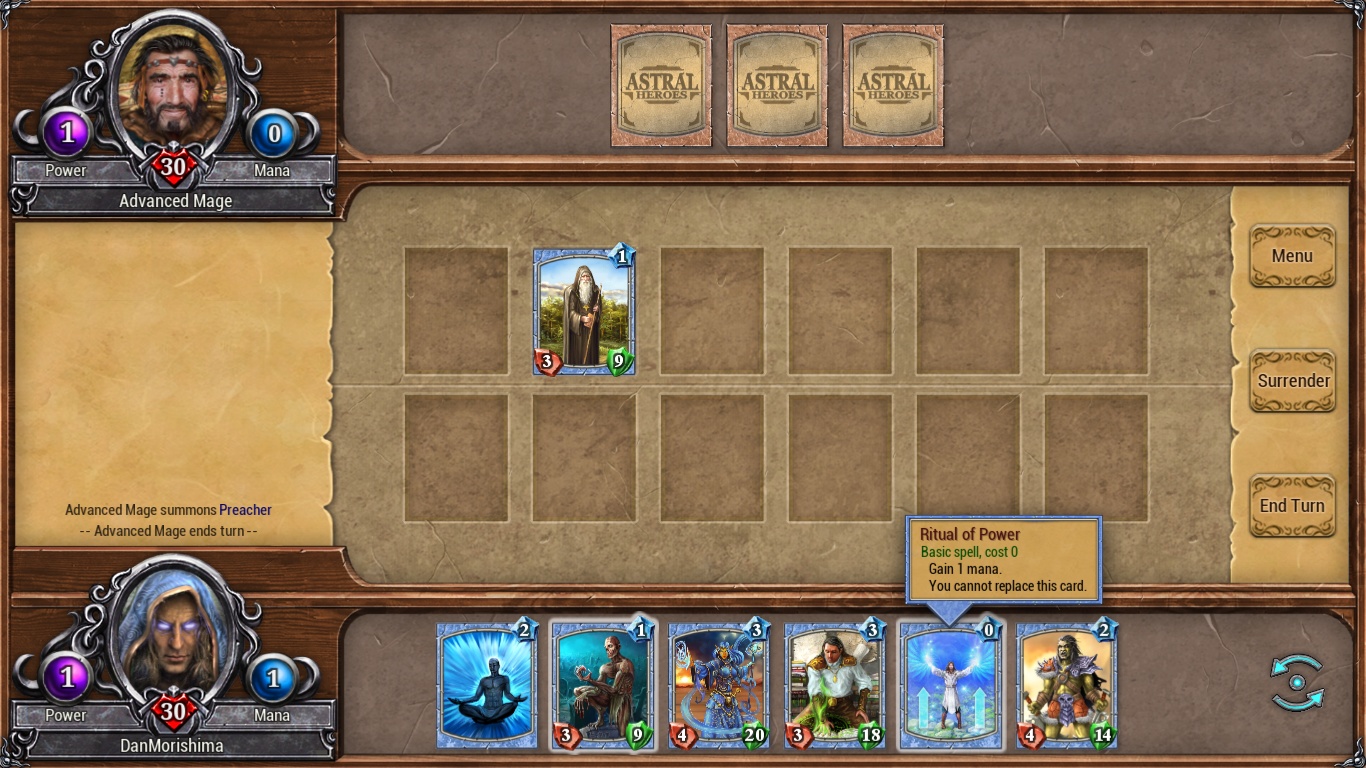 ASTRAL
HEROES
ASTRAL
HEROES
ASTRAL
HEROES
1
0
30
Power
Mana
Advanced Mage
1
3
9
Menu
Surrender
End Turn
Advanced Mage summons Preacher
-- Advanced Mage ends turn --
Ritual of Power
Basic spell, cost 0
Gain 1 mana.
You cannot replace this card.
1
1
30
Power
Mana
DanMorishima
2
1
3
9
3
4
20
3
3
18
0
2
4
14